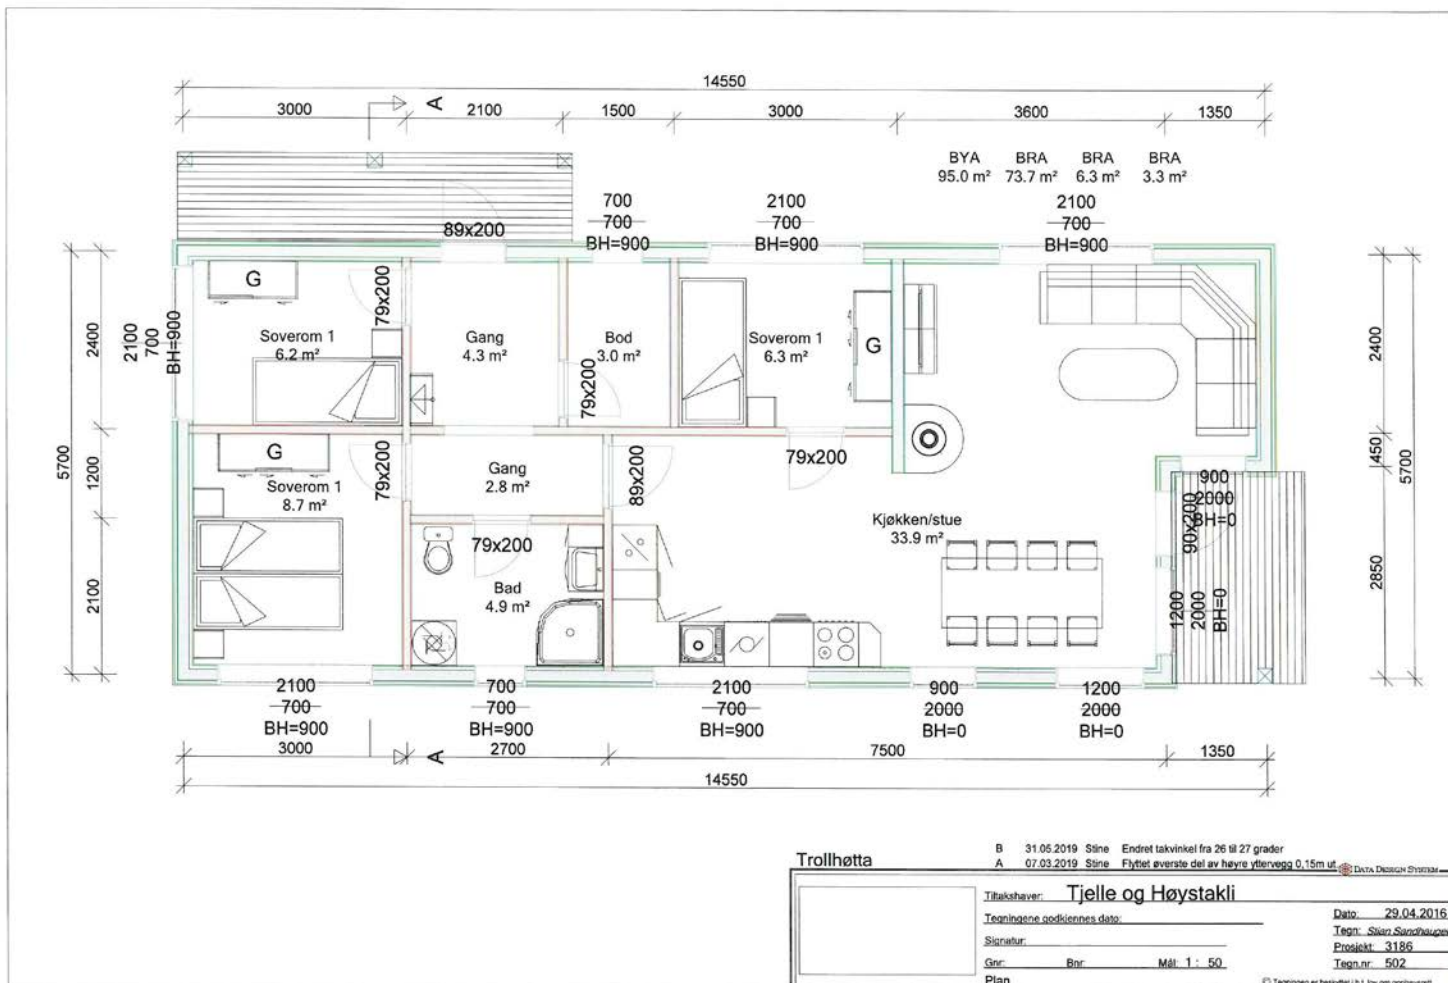 14550
3000 A 2100 1500 3000 3600 1350
BYA BRA BRA BRA
95.0 m² 73.7 m² 6.3 m² 3.3 m²
700
700
BH=900
2100
700
BH=900
2100
700
BH=900
89x200
5700
2400
1200
2100
2100
700
BH=900
G
79x200
Soverom 1
6.2 m²
Gang
4.3 m²
Bod
3.0 m²
79x200
Soverom 1
6.3 m²
G
2400
450
2850
5700
G
Soverom 1
8.7 m²
79x200
Gang
2.8 m²
89x200
79x200
79x200
Bad
4.9 m²
Kjøkken/stue
33.9 m²
900
2000
BH=0
90x200
1200
2000
BH=0
2100
700
BH=900
700
700
BH=900
2100
700
BH=900
900
2000
BH=0
1200
2000
BH=0
3000 A 2700 7500 1350
14550
Trollhøtta
B 31.05.2019 Stine Endret takvinkel fra 26 til 27 grader
A 07.03.2019 Stine Flyttet øverste del av høyre yttervegg 0,15m ut
DATA DESIGN SYSTEM
Tiltakshaver: Tjelle og Høystakli
Tegningene godkjennes dato:
Signatur:
Gnr: Bnr: Mål: 1 : 50
Plan
Dato: 29.04.2016
Tegn: Stian Sandhaugen
Prosjekt: 3186
Tegn.nr: 502